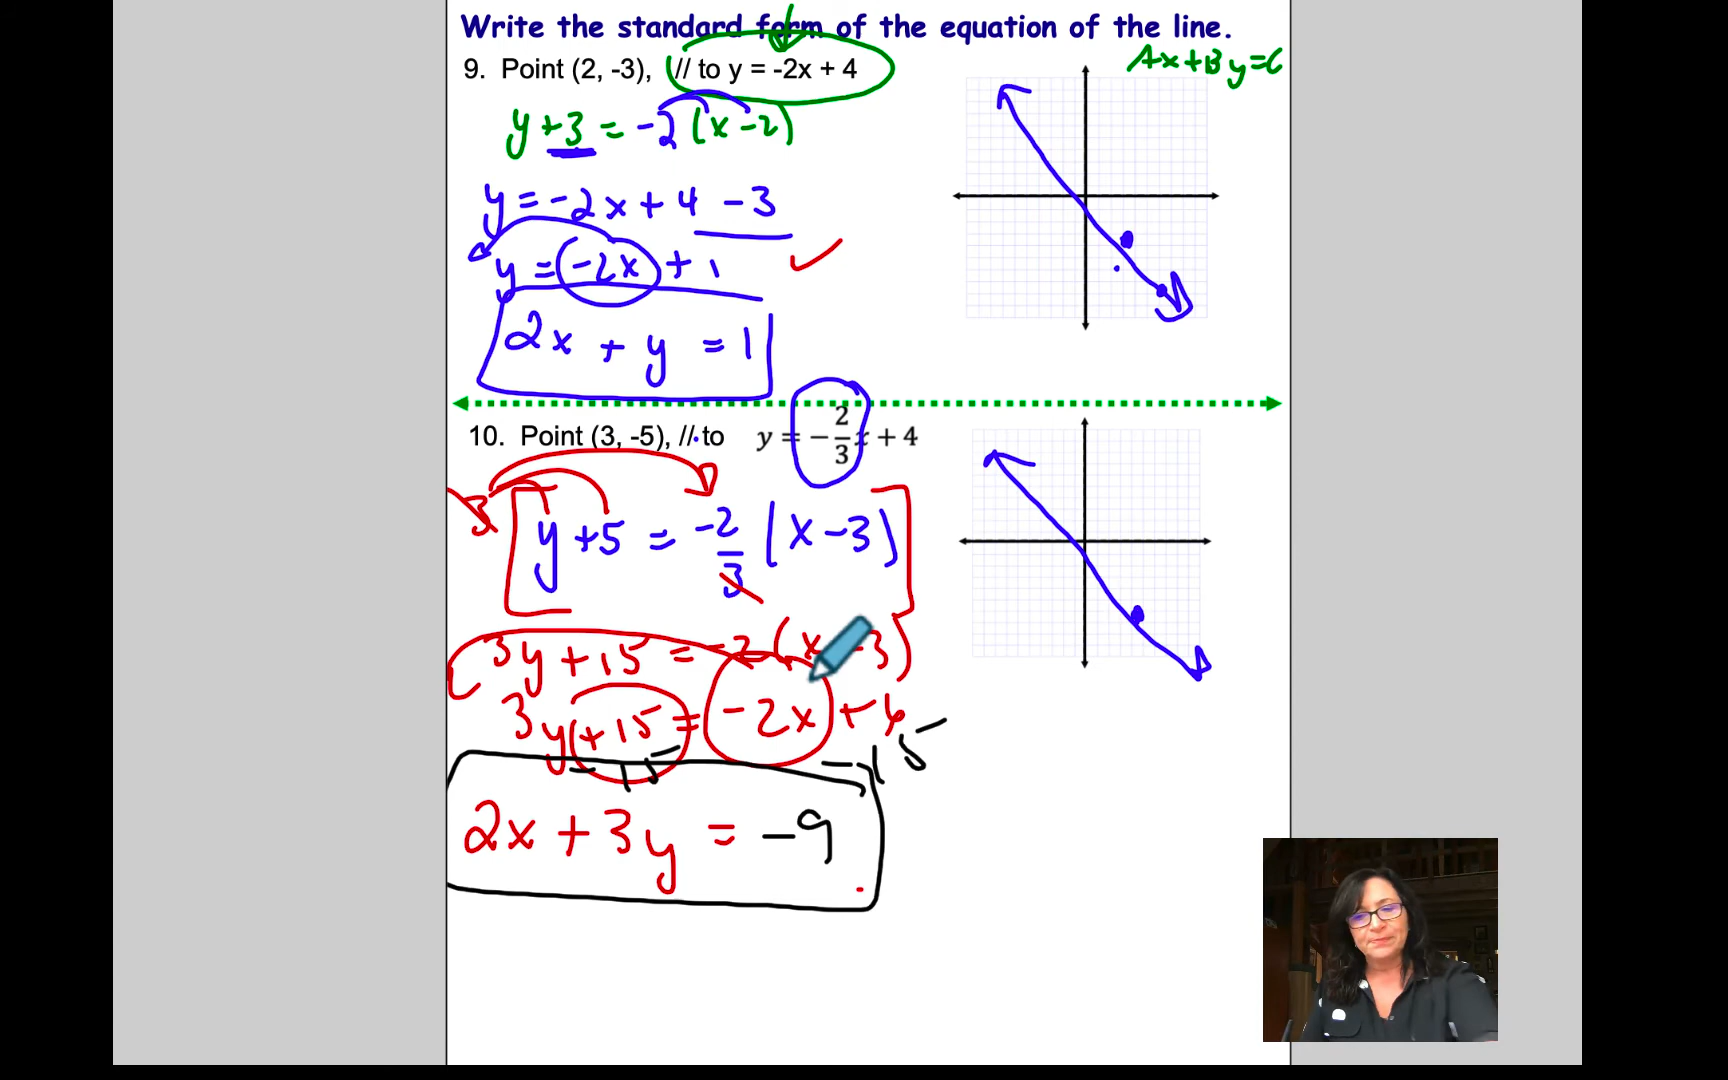 Write the standard form of the equation of the line.
Ax+By=C
9. Point (2, -3), // to y = -2x + 4
y +3 = -2 (x -2)
y = -2x + 4 - 3
y = -2x + 1
2x + y = 1
10. Point (3, -5), // to y = -2/3 x + 4
3 [y +5 = -2/3 (x -3)]
3y +15 = -2 (x -3)
3y +15 = -2x + 6
-15 -15
2x + 3y = -9